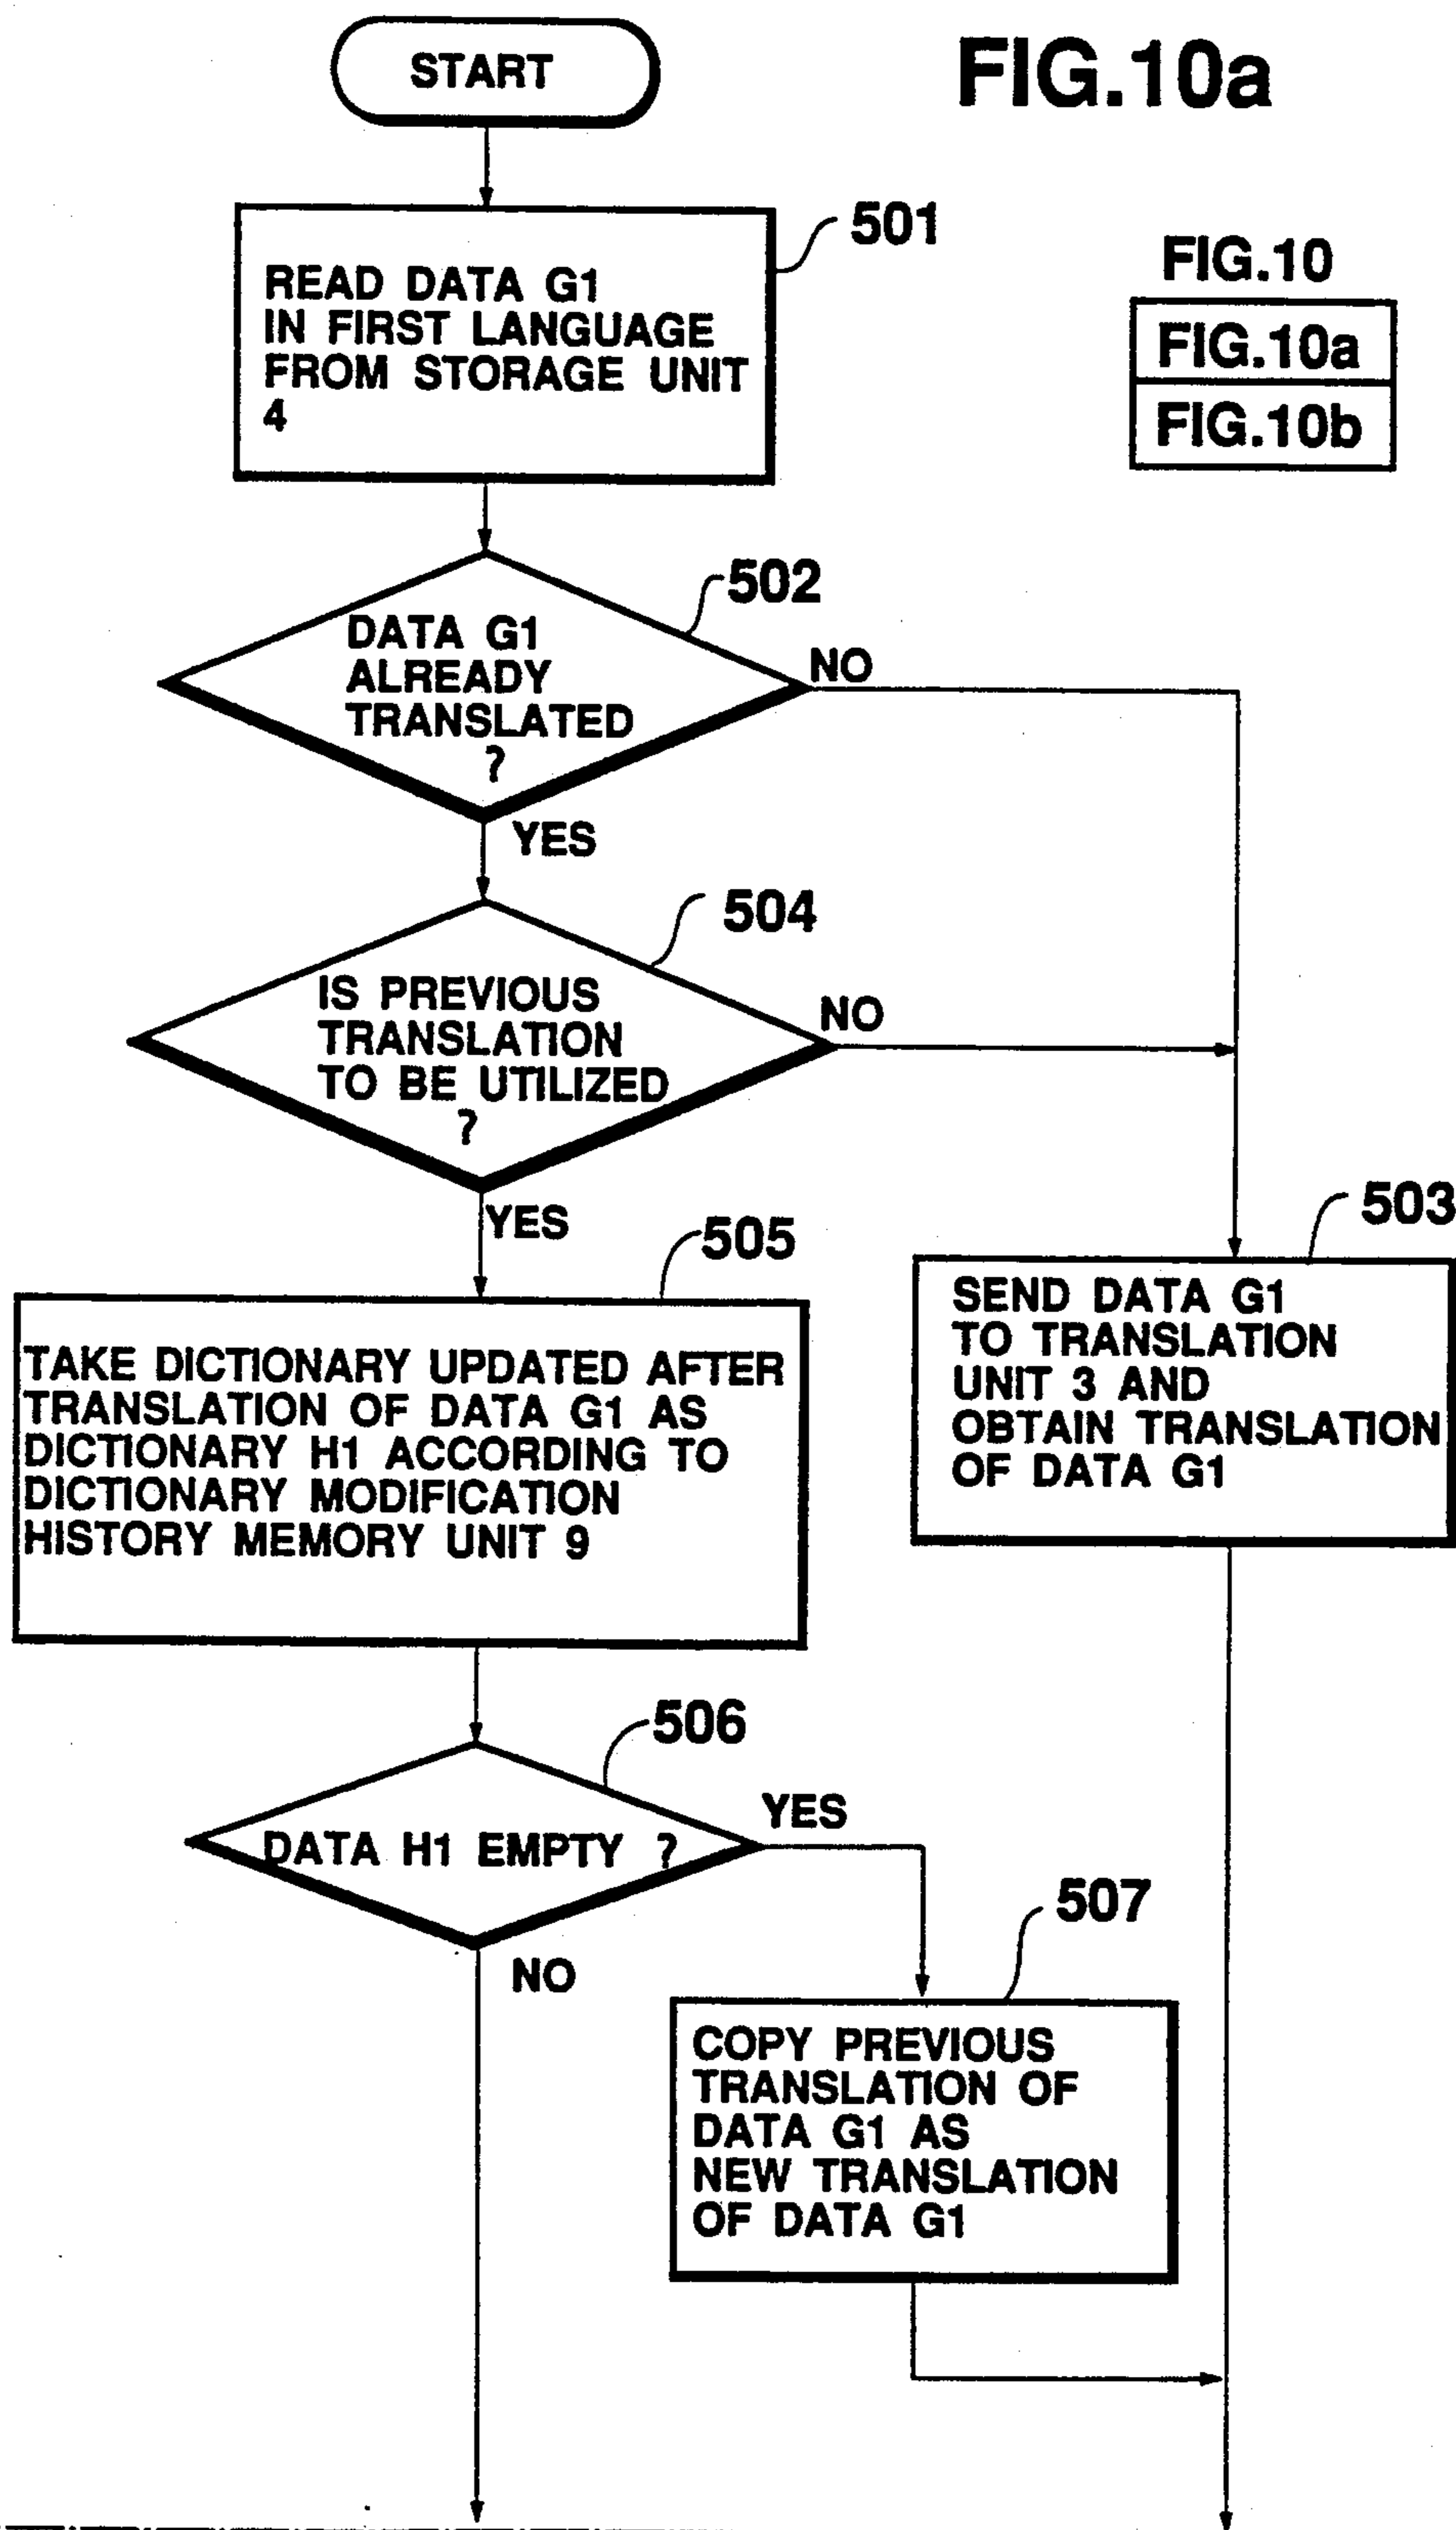 START
FIG.10a
501
READ DATA G1
IN FIRST LANGUAGE
FROM STORAGE UNIT
4
FIG.10
FIG.10a
FIG.10b
502
DATA G1
ALREADY
TRANSLATED
?
NO
YES
504
IS PREVIOUS
TRANSLATION
TO BE UTILIZED
?
NO
YES
505
TAKE DICTIONARY UPDATED AFTER
TRANSLATION OF DATA G1 AS
DICTIONARY H1 ACCORDING TO
DICTIONARY MODIFICATION
HISTORY MEMORY UNIT 9
503
SEND DATA G1
TO TRANSLATION
UNIT 3 AND
OBTAIN TRANSLATION
OF DATA G1
506
DATA H1 EMPTY ?
YES
NO
507
COPY PREVIOUS
TRANSLATION OF
DATA G1 AS
NEW TRANSLATION
OF DATA G1